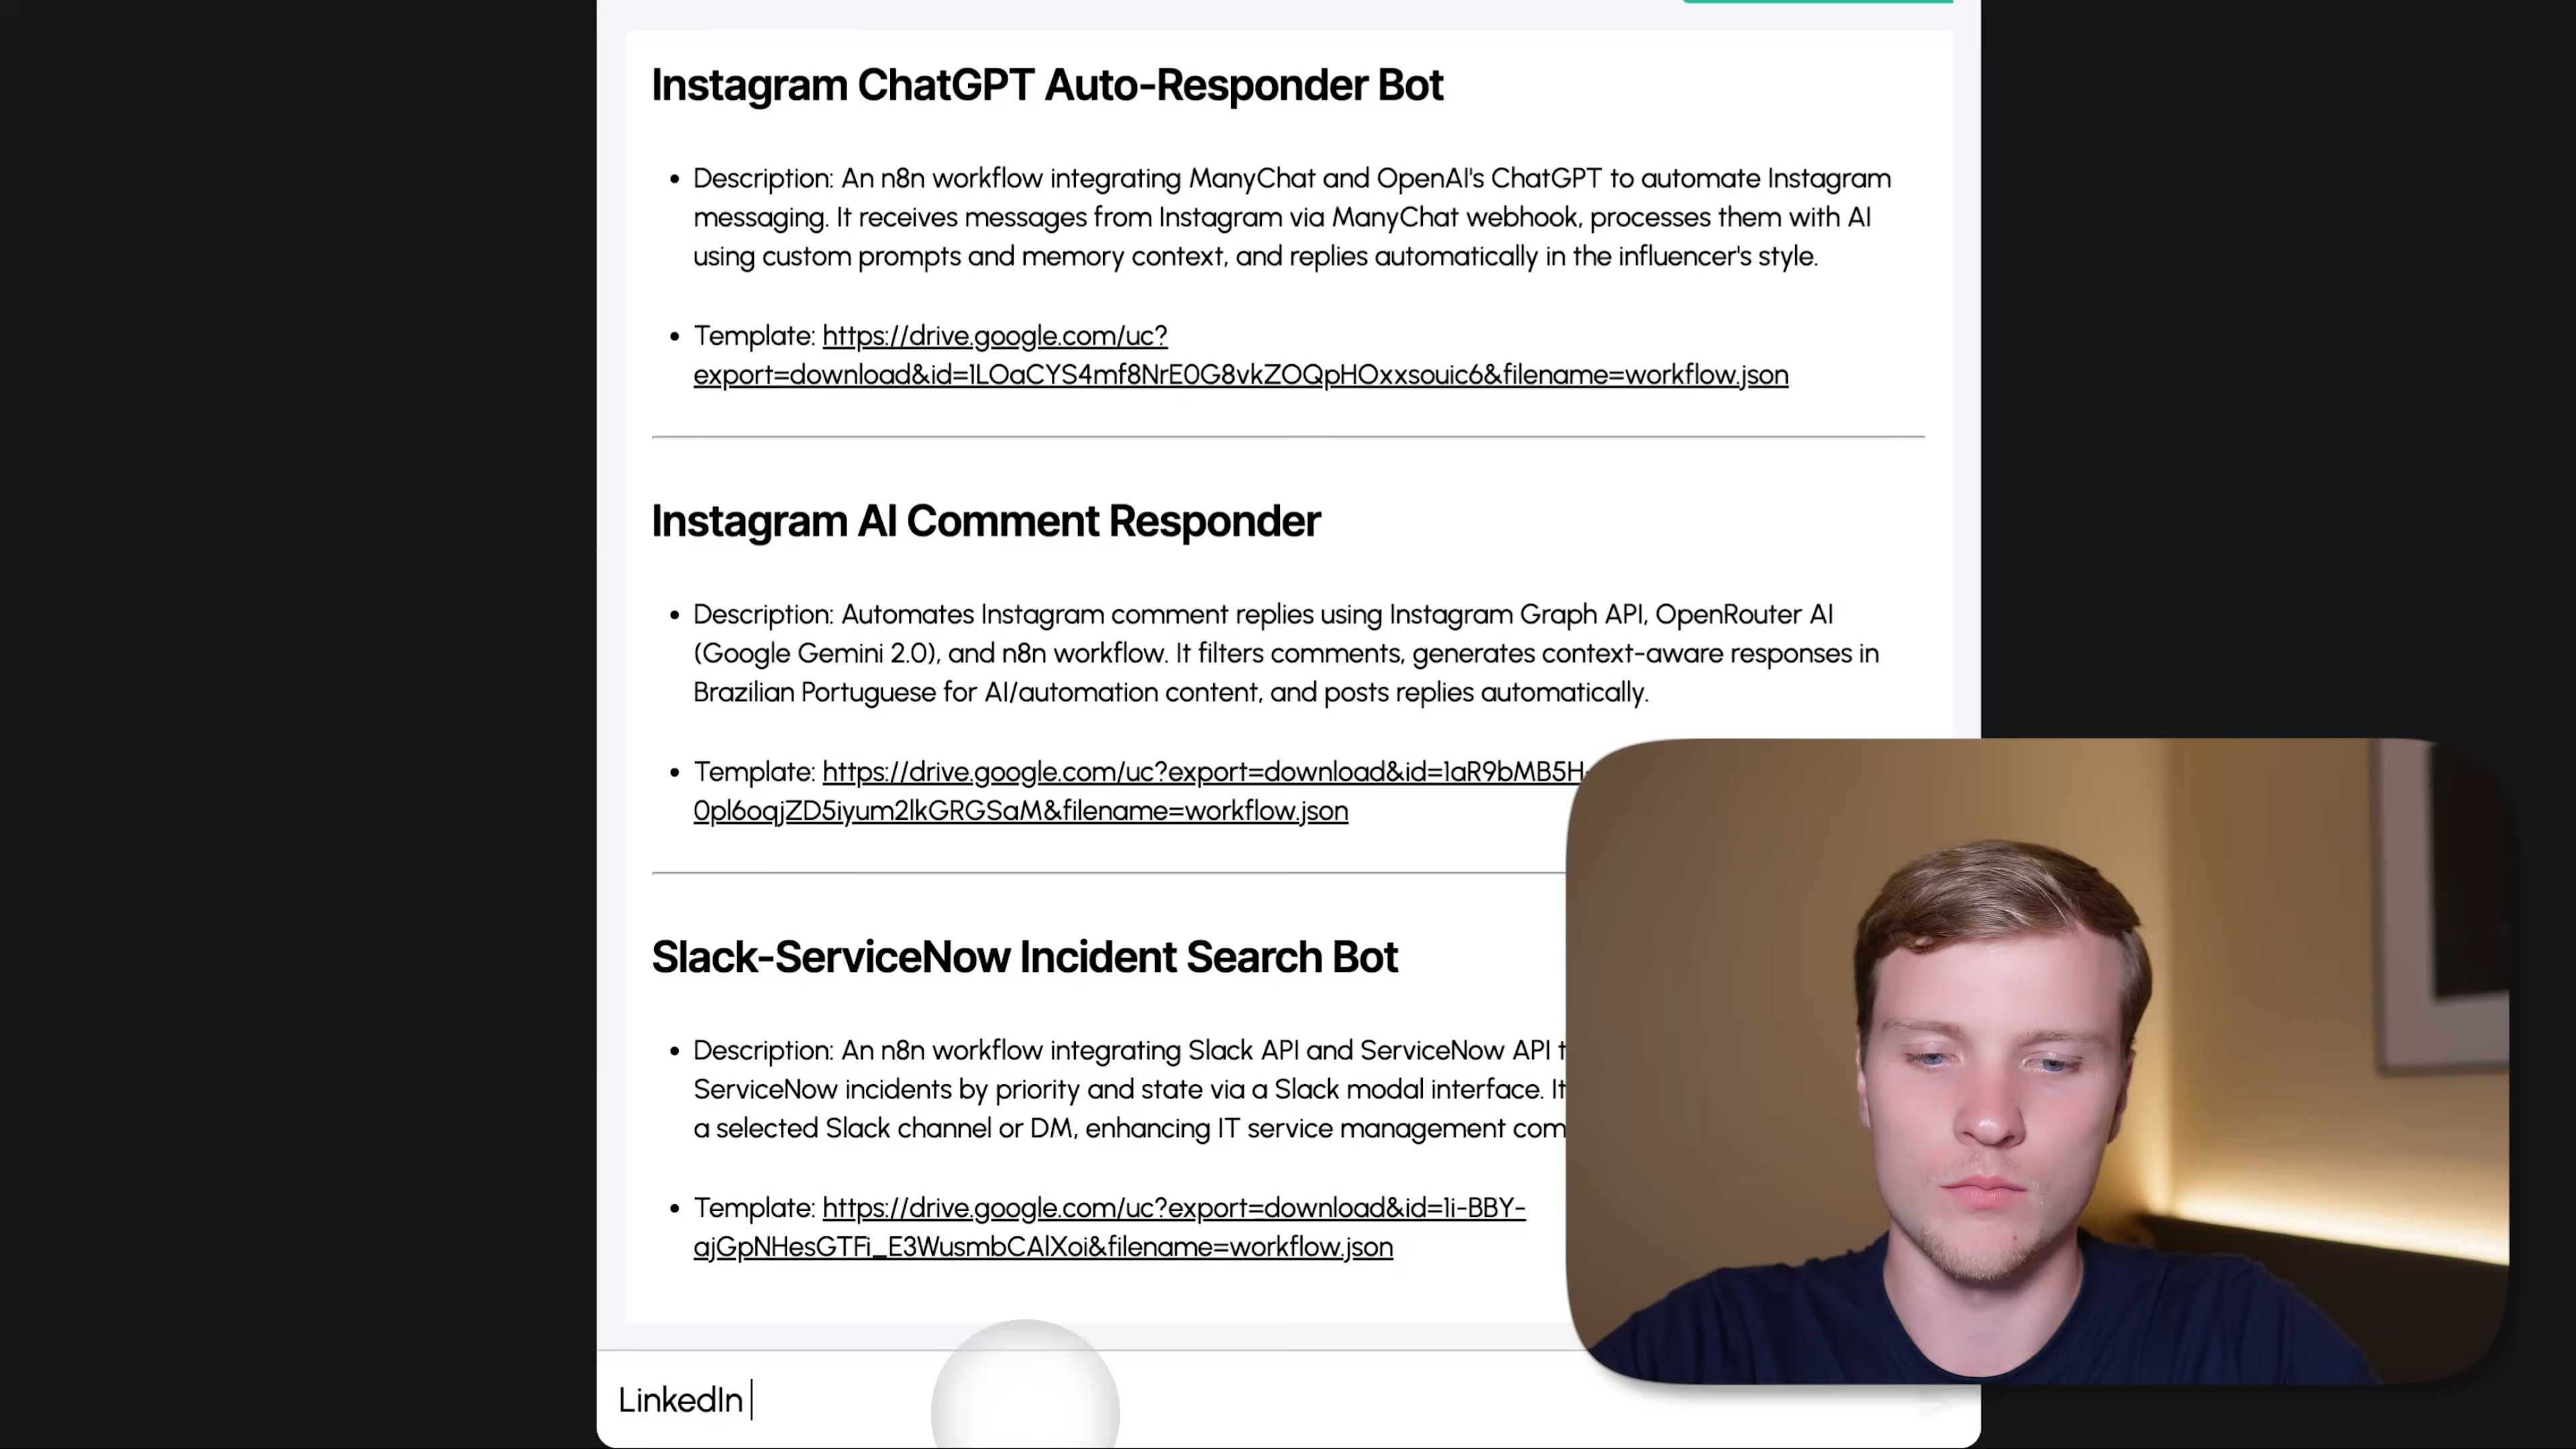 Instagram ChatGPT Auto-Responder Bot
• Description: An n8n workflow integrating ManyChat and OpenAI's ChatGPT to automate Instagram
messaging. It receives messages from Instagram via ManyChat webhook, processes them with AI
using custom prompts and memory context, and replies automatically in the influencer's style.
• Template: https://drive.google.com/uc?
export=download&id=1LOaCYS4mf8NrE0G8vkZOQpHOxxsouic6&filename=workflow.json
Instagram AI Comment Responder
• Description: Automates Instagram comment replies using Instagram Graph API, OpenRouter AI
(Google Gemini 2.0), and n8n workflow. It filters comments, generates context-aware responses in
Brazilian Portuguese for AI/automation content, and posts replies automatically.
• Template: https://drive.google.com/uc?export=download&id=1aR9bMB5H-
0pl6oqjZD5iyum2lkGRGSaM&filename=workflow.json
Slack-ServiceNow Incident Search Bot
• Description: An n8n workflow integrating Slack API and ServiceNow API t
ServiceNow incidents by priority and state via a Slack modal interface. It
a selected Slack channel or DM, enhancing IT service management com
• Template: https://drive.google.com/uc?export=download&id=1i-BBY-
ajGpNHesGTFi_E3WusmbCAlXoi&filename=workflow.json
LinkedIn